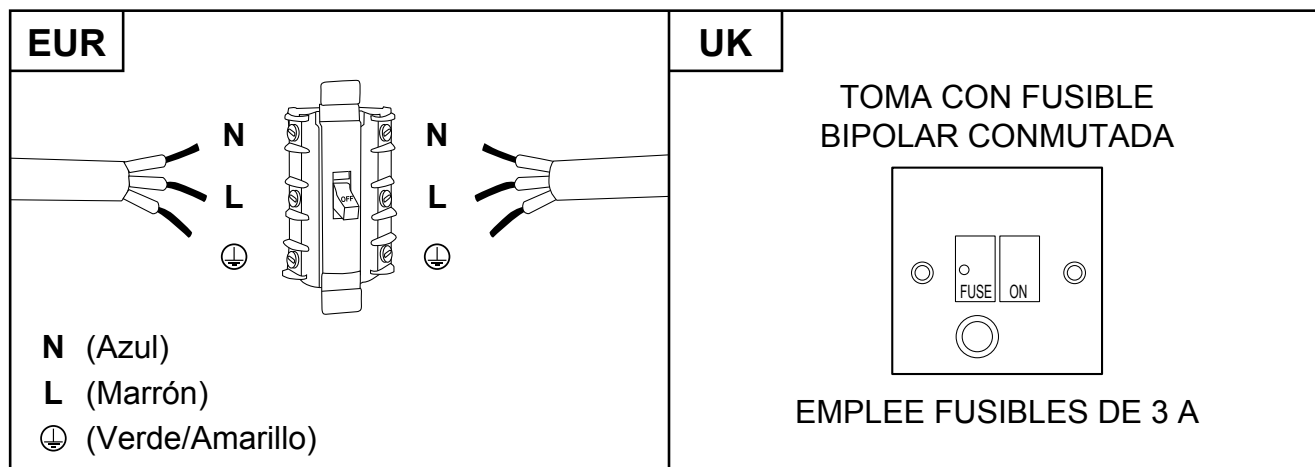 EUR
N
N
L
OFF
L
N (Azul)
L (Marrón)
(Verde/Amarillo)
UK
TOMA CON FUSIBLE
BIPOLAR CONMUTADA
FUSE ON
EMPLEE FUSIBLES DE 3 A